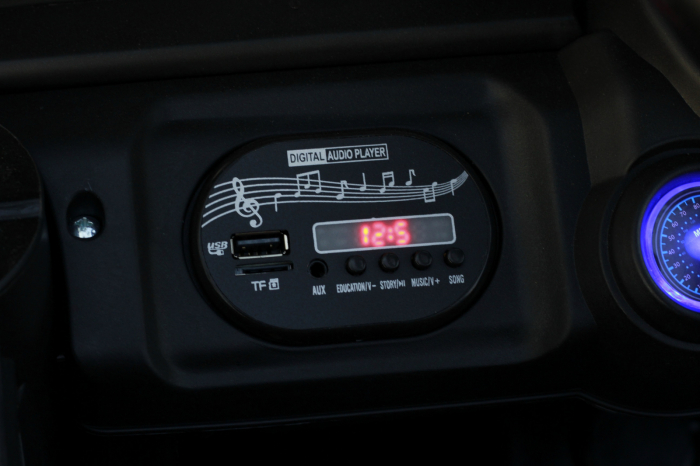 DIGITAL AUDIO PLAYER
USB
12:5
TF
AUX EDUCATION/V- STORY/⏯ MUSIC/V+ SONG